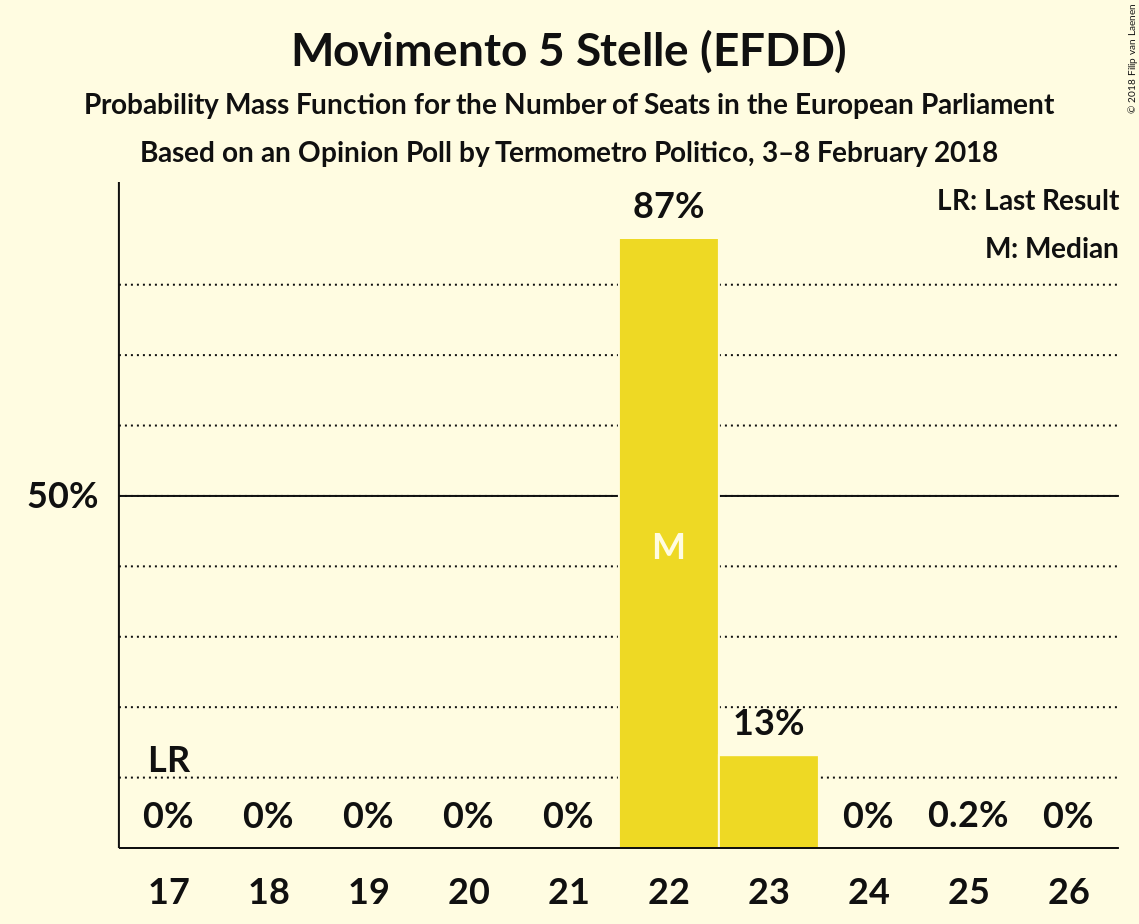 Movimento 5 Stelle (EFDD)
Probability Mass Function for the Number of Seats in the European Parliament
Based on an Opinion Poll by Termometro Politico, 3–8 February 2018
© 2018 Filip van Laenen
LR: Last Result
M: Median
87%
50%
M
13%
LR
0% 0% 0% 0% 0% 0% 0.2% 0%
17 18 19 20 21 22 23 24 25 26